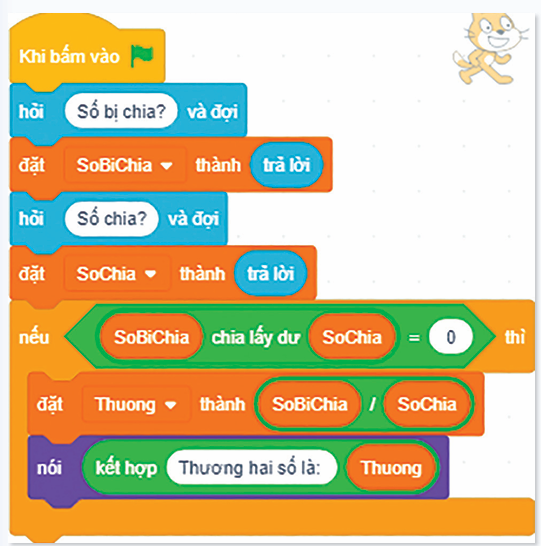 Khi bấm vào
hỏi Số bị chia? và đợi
đặt SoBiChia thành trả lời
hỏi Số chia? và đợi
đặt SoChia thành trả lời
nếu SoBiChia chia lấy dư SoChia = 0 thì
đặt Thuong thành SoBiChia / SoChia
nói kết hợp Thương hai số là: Thuong